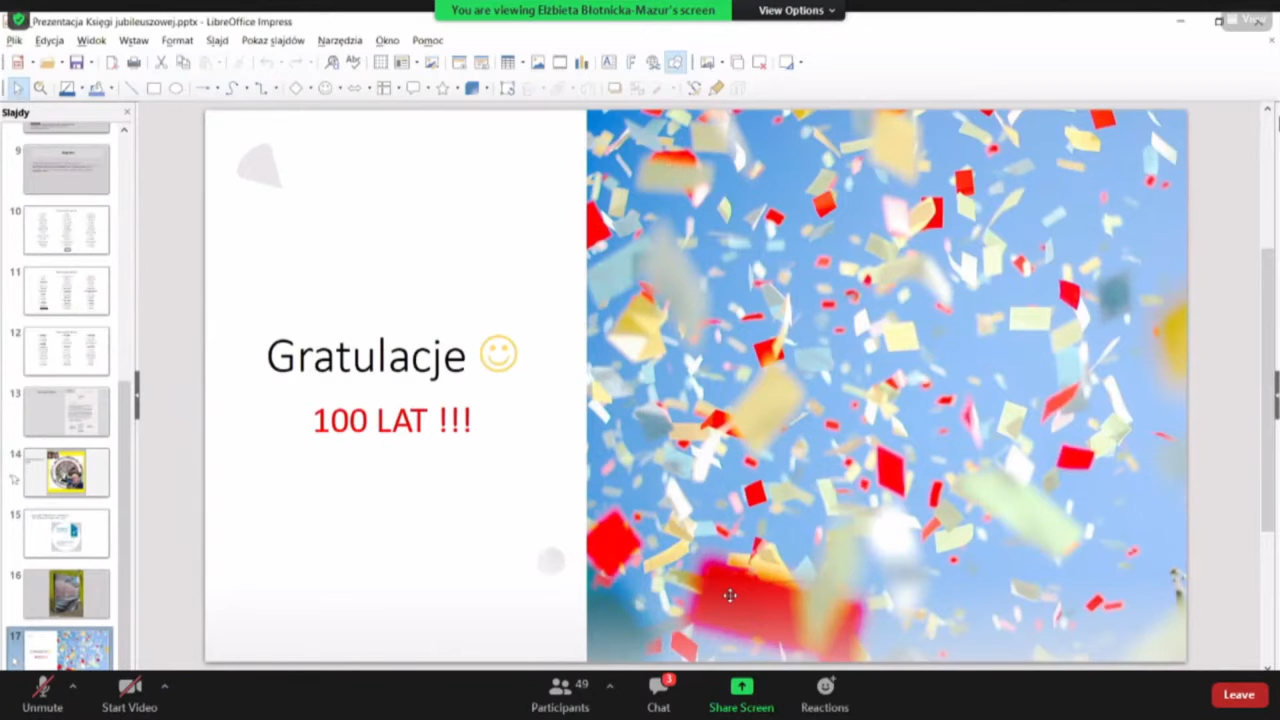 You are viewing Elżbieta Błotnicka-Mazur's screen
View Options
Prezentacja Księgi jubileuszowej.pptx - LibreOffice Impress
View
Plik Edycja Widok Wstaw Format Slajd Pokaz slajdów Narzędzia Okno Pomoc
Slajdy
9
10
11
12
13
14
15
16
17
Gratulacje
100 LAT !!!
Unmute
Start Video
49
Participants
3
Chat
Share Screen
Reactions
Leave